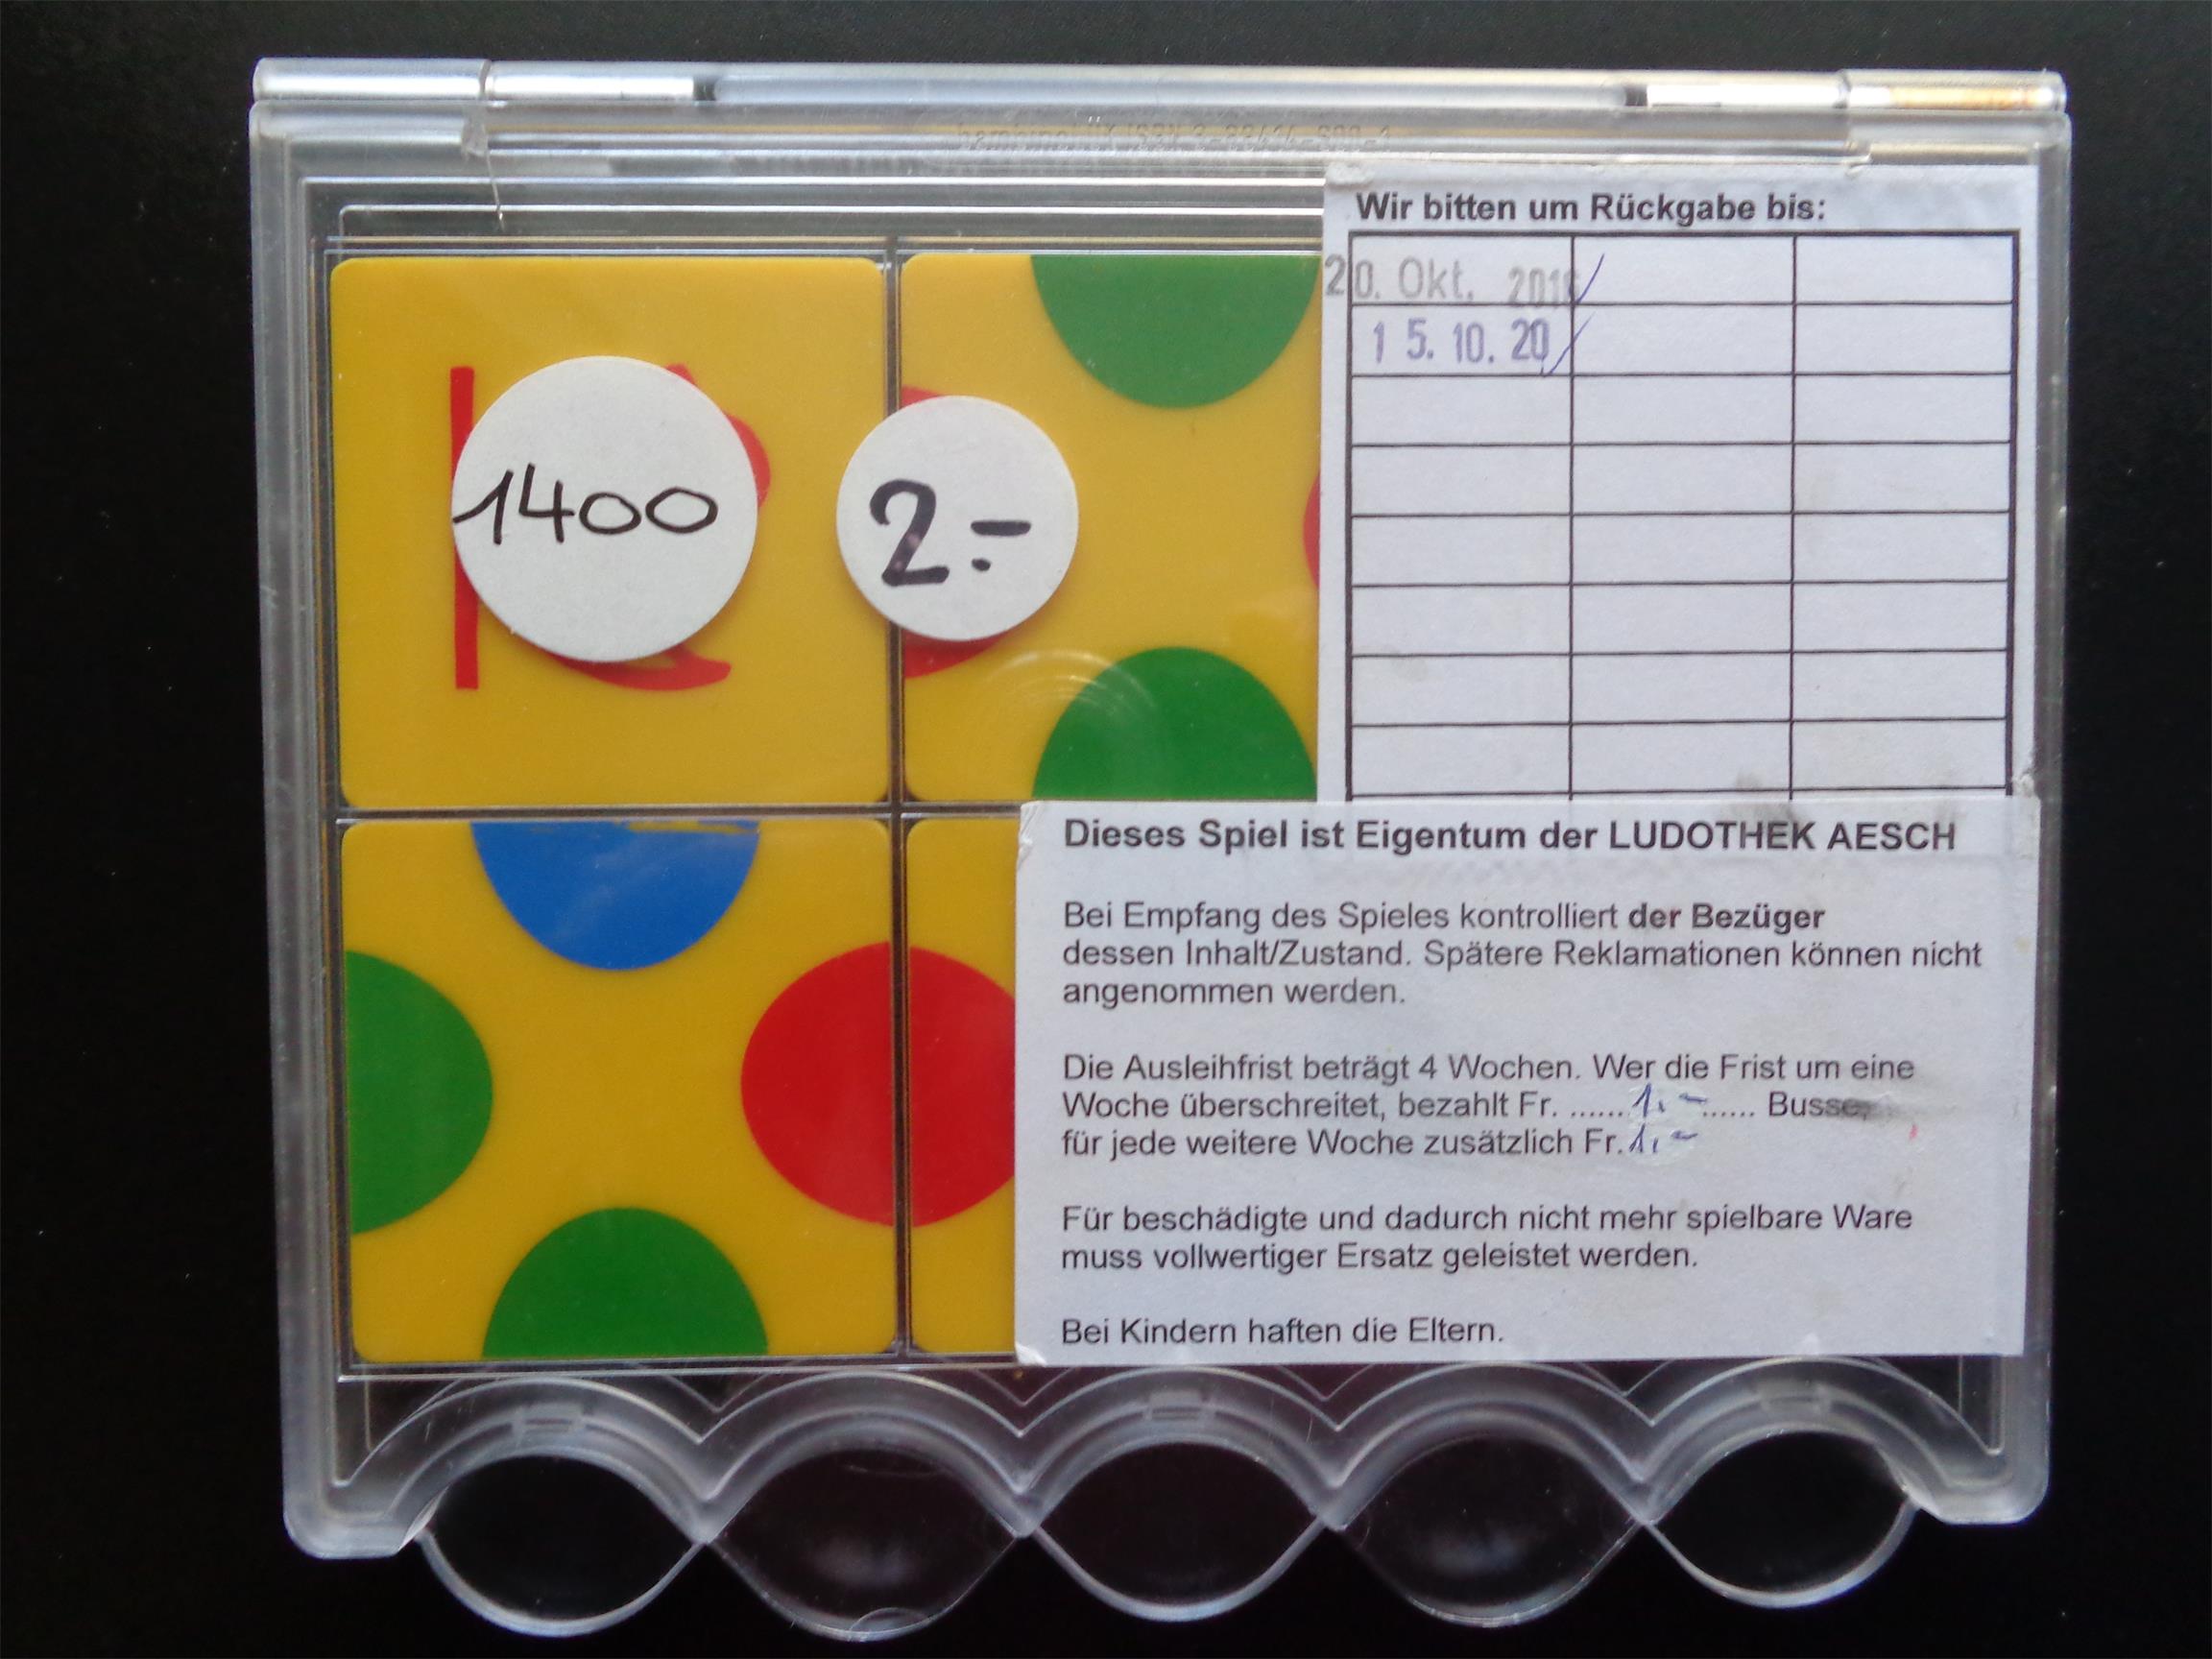 Wir bitten um Rückgabe bis:
20. Okt.
15. 10. 20
1400
2.-
Dieses Spiel ist Eigentum der LUDOTHEK AESCH
Bei Empfang des Spieles kontrolliert der Bezüger
dessen Inhalt/Zustand. Spätere Reklamationen können nicht
angenommen werden.
Die Ausleihfrist beträgt 4 Wochen. Wer die Frist um eine
Woche überschreitet, bezahlt Fr. ...... 1.- ...... Busse,
für jede weitere Woche zusätzlich Fr. 1.-
Für beschädigte und dadurch nicht mehr spielbare Ware
muss vollwertiger Ersatz geleistet werden.
Bei Kindern haften die Eltern.